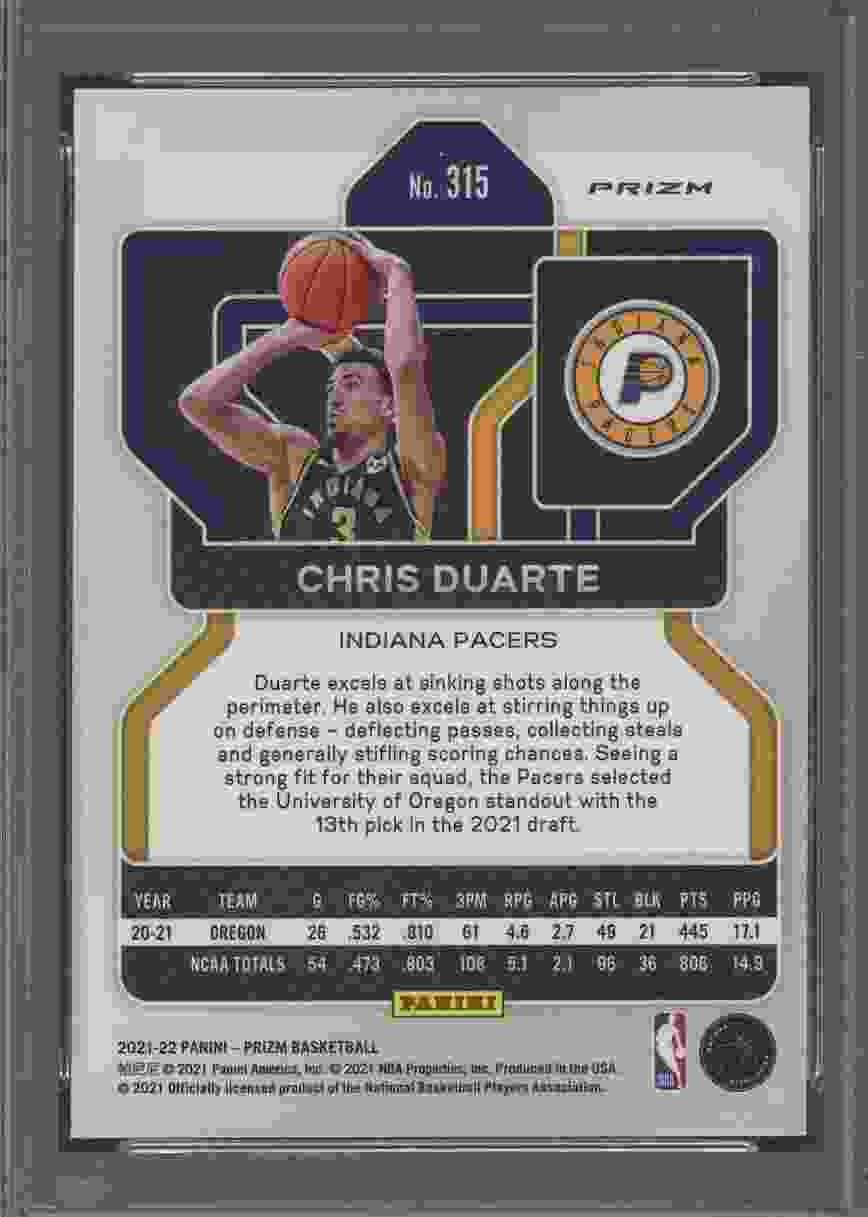 No. 315
PRIZM
INDIANA
PACERS
INDIANA
3
CHRIS DUARTE
INDIANA PACERS
Duarte excels at sinking shots along the
perimeter. He also excels at stirring things up
on defense – deflecting passes, collecting steals
and generally stifling scoring chances. Seeing a
strong fit for their squad, the Pacers selected
the University of Oregon standout with the
13th pick in the 2021 draft.
YEAR TEAM G FG% FT% 3PM RPG APG STL BLK PTS PPG
20-21 OREGON 26 .532 .810 61 4.6 2.7 49 21 445 17.1
NCAA TOTALS 54 .473 .803 106 5.1 2.1 96 36 806 14.9
PANINI
2021-22 PANINI – PRIZM BASKETBALL
© 2021 Panini America, Inc. © 2021 NBA Properties, Inc. Produced in the USA.
© 2021 Officially licensed product of the National Basketball Players Association.